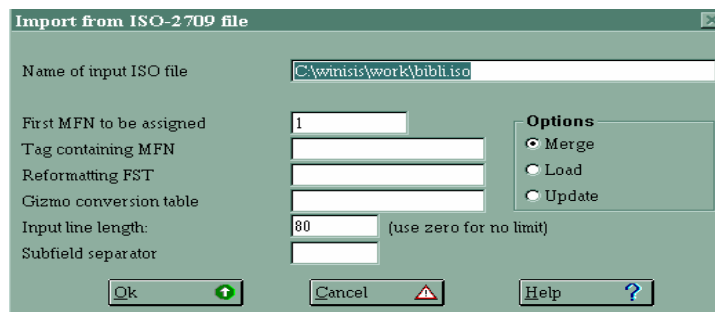 Import from ISO-2709 file
Name of input ISO file C:\winisis\work\bibli.iso
First MFN to be assigned 1
Options
Tag containing MFN
Merge
Reformatting FST
Load
Gizmo conversion table
Update
Input line length: 80 (use zero for no limit)
Subfield separator
Ok Cancel Help ?